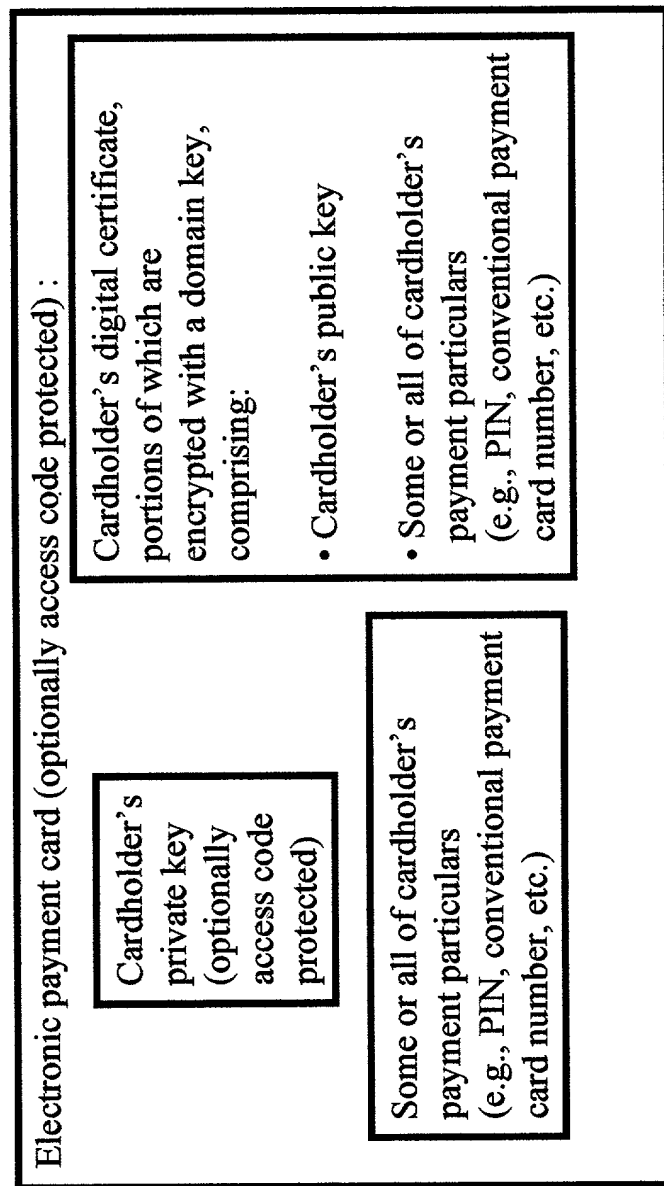 Electronic payment card (optionally access code protected) :
Cardholder's
private key
(optionally
access code
protected)
Some or all of cardholder's
payment particulars
(e.g., PIN, conventional payment
card number, etc.)
Cardholder's digital certificate,
portions of which are
encrypted with a domain key,
comprising:
• Cardholder's public key
• Some or all of cardholder's
payment particulars
(e.g., PIN, conventional payment
card number, etc.)